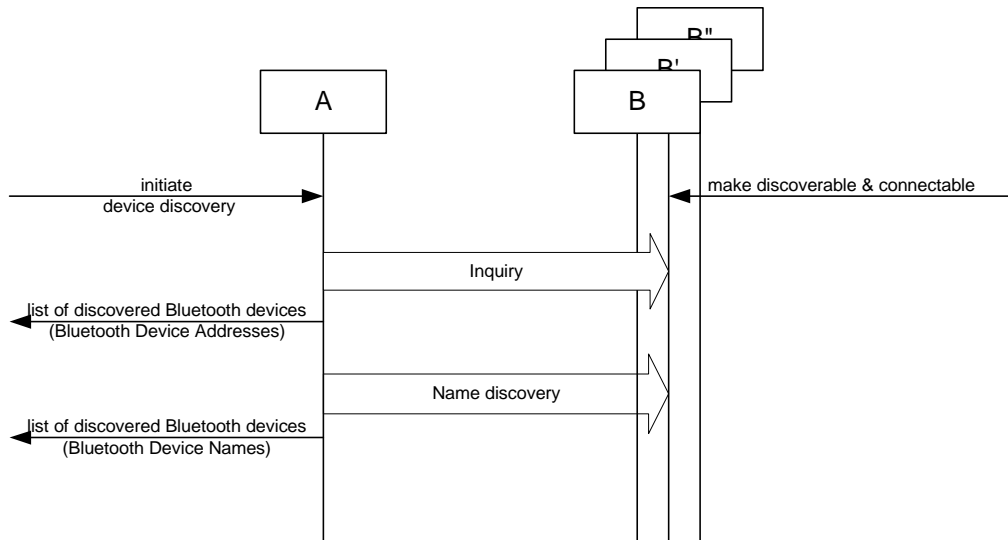 B"
B'
A
B
initiate
device discovery
make discoverable & connectable
Inquiry
list of discovered Bluetooth devices
(Bluetooth Device Addresses)
Name discovery
list of discovered Bluetooth devices
(Bluetooth Device Names)